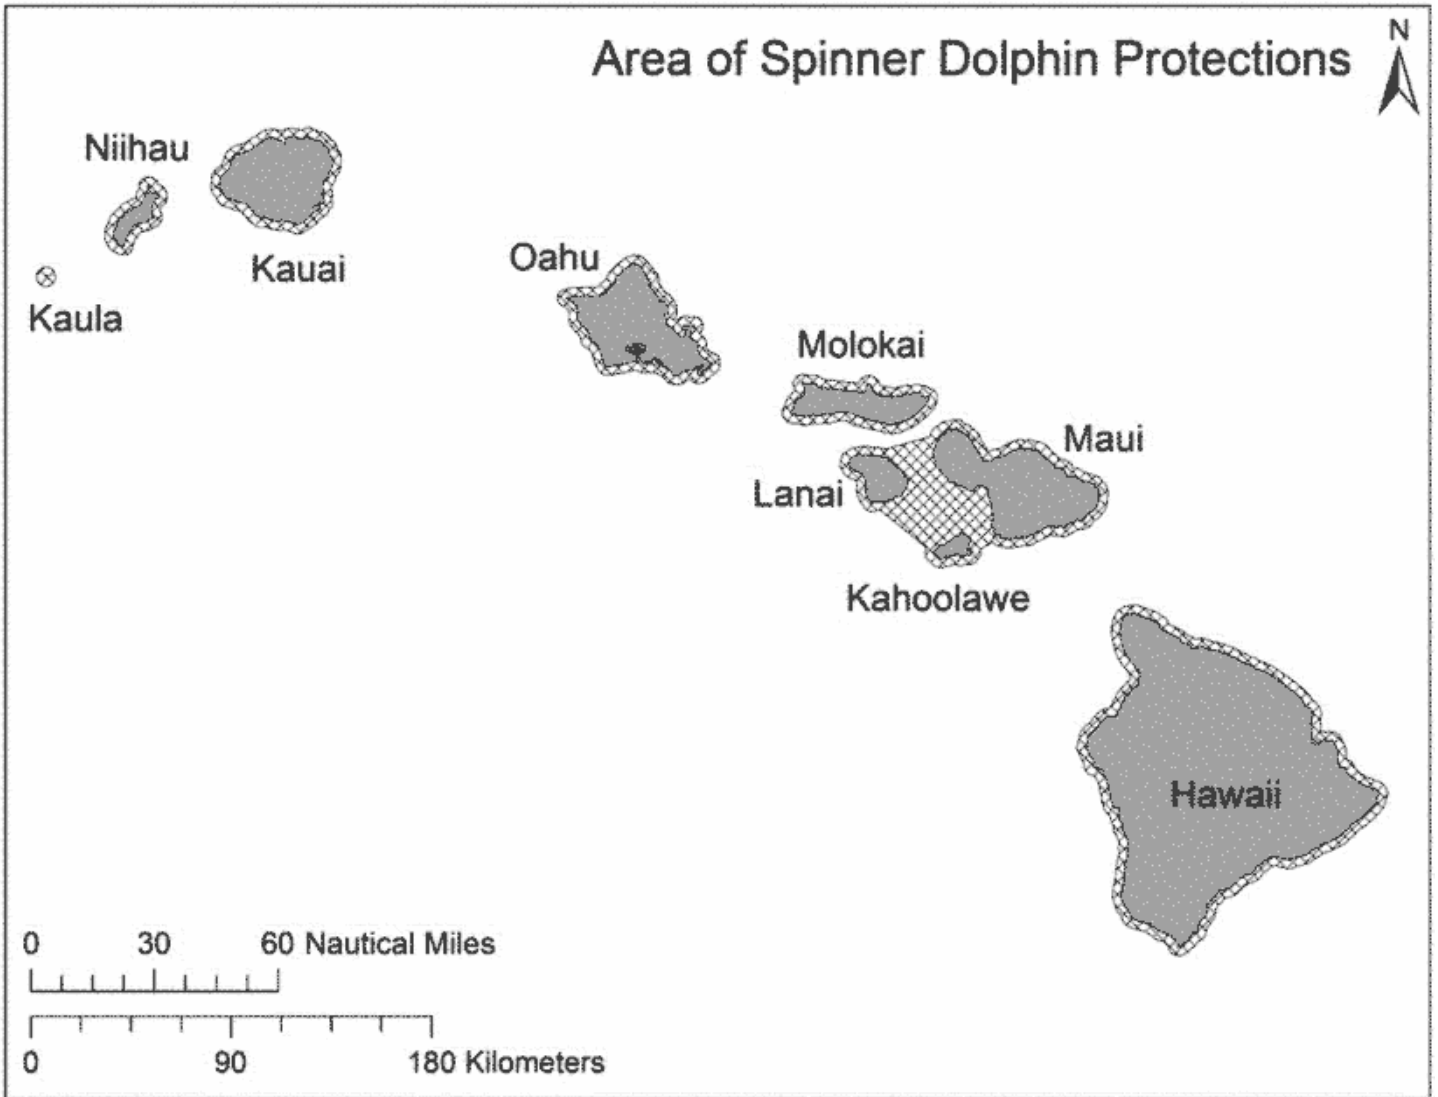 N
Area of Spinner Dolphin Protections
Niihau
Kauai
Kaula
Oahu
Molokai
Maui
Lanai
Kahoolawe
Hawaii
0 30 60 Nautical Miles
0 90 180 Kilometers